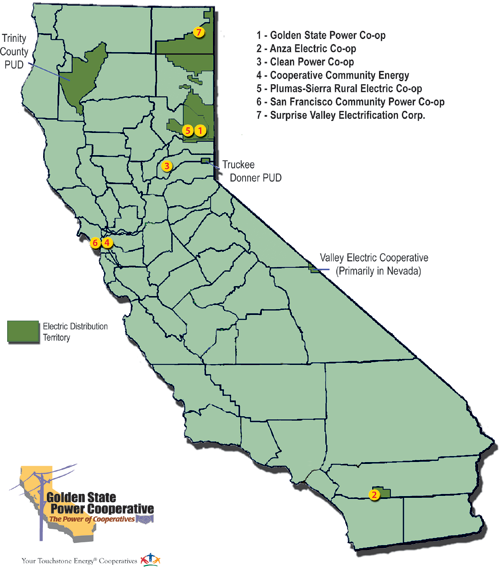 Trinity
County
PUD
7
1 - Golden State Power Co-op
2 - Anza Electric Co-op
3 - Clean Power Co-op
4 - Cooperative Community Energy
5 - Plumas-Sierra Rural Electric Co-op
6 - San Francisco Community Power Co-op
7 - Surprise Valley Electrification Corp.
5 1
3
Truckee
Donner PUD
6 4
Valley Electric Cooperative
(Primarily in Nevada)
Electric Distribution
Territory
2
Golden State
Power Cooperative
The Power of Cooperatives
Your Touchstone Energy® Cooperatives